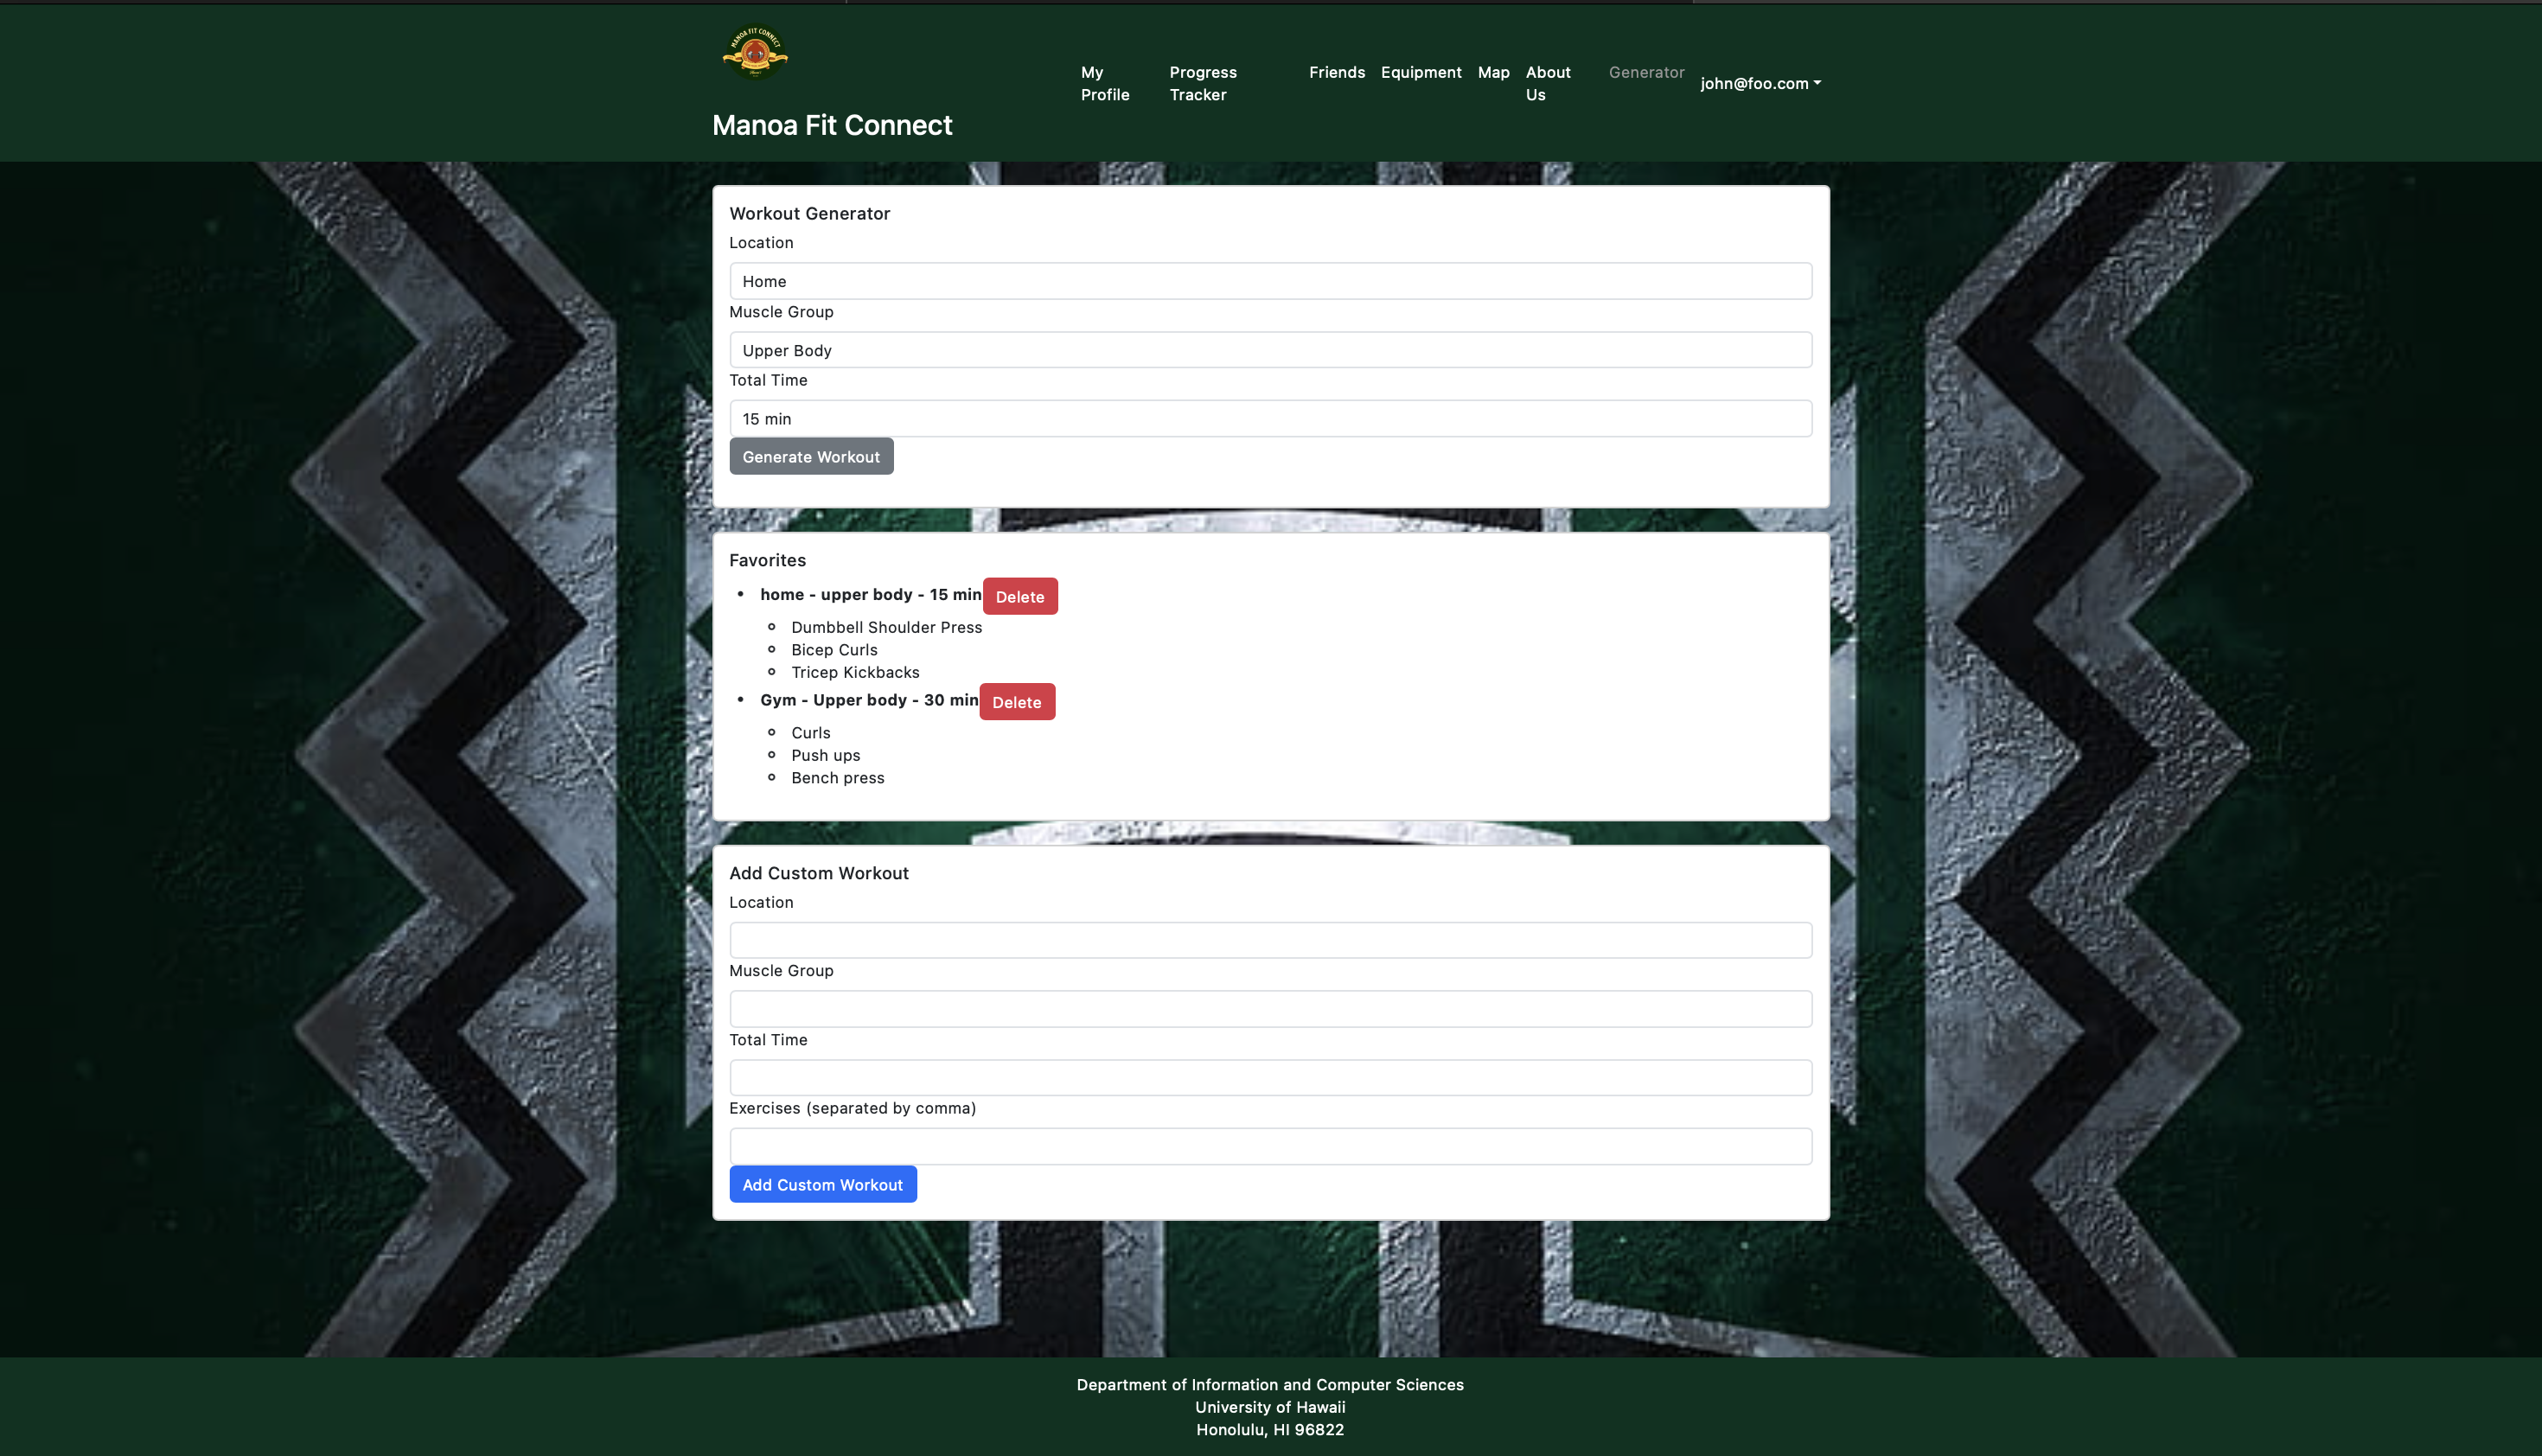 MANOA FIT CONNECT
My Profile
Progress Tracker
Friends
Equipment
Map
About Us
Generator
john@foo.com
Manoa Fit Connect
Workout Generator
Location
Home
Muscle Group
Upper Body
Total Time
15 min
Generate Workout
Favorites
home - upper body - 15 min Delete
Dumbbell Shoulder Press
Bicep Curls
Tricep Kickbacks
Gym - Upper body - 30 min Delete
Curls
Push ups
Bench press
Add Custom Workout
Location
Muscle Group
Total Time
Exercises (separated by comma)
Add Custom Workout
Department of Information and Computer Sciences
University of Hawaii
Honolulu, HI 96822